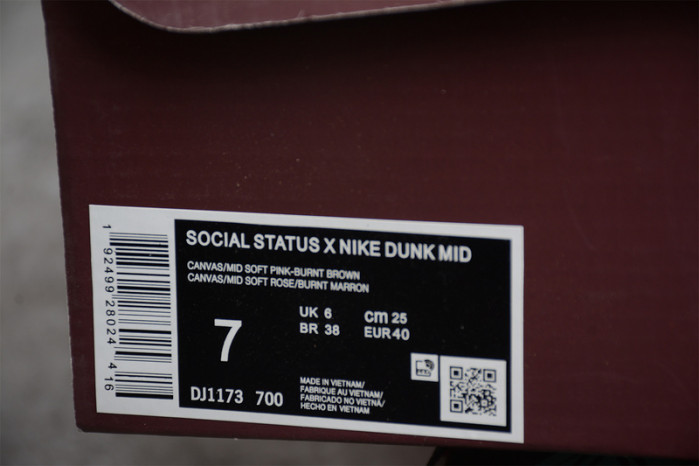 SOCIAL STATUS X NIKE DUNK MID
CANVAS/MID SOFT PINK-BURNT BROWN
CANVAS/MID SOFT ROSE/BURNT MARRON
7
UK 6 cm 25
BR 38 EUR 40
DJ1173 700
MADE IN VIETNAM/
FABRIQUE AU VIETNAM/
FABRICADO NO VIETNÃ/
HECHO EN VIETNAM
1 92499 28024 4 16